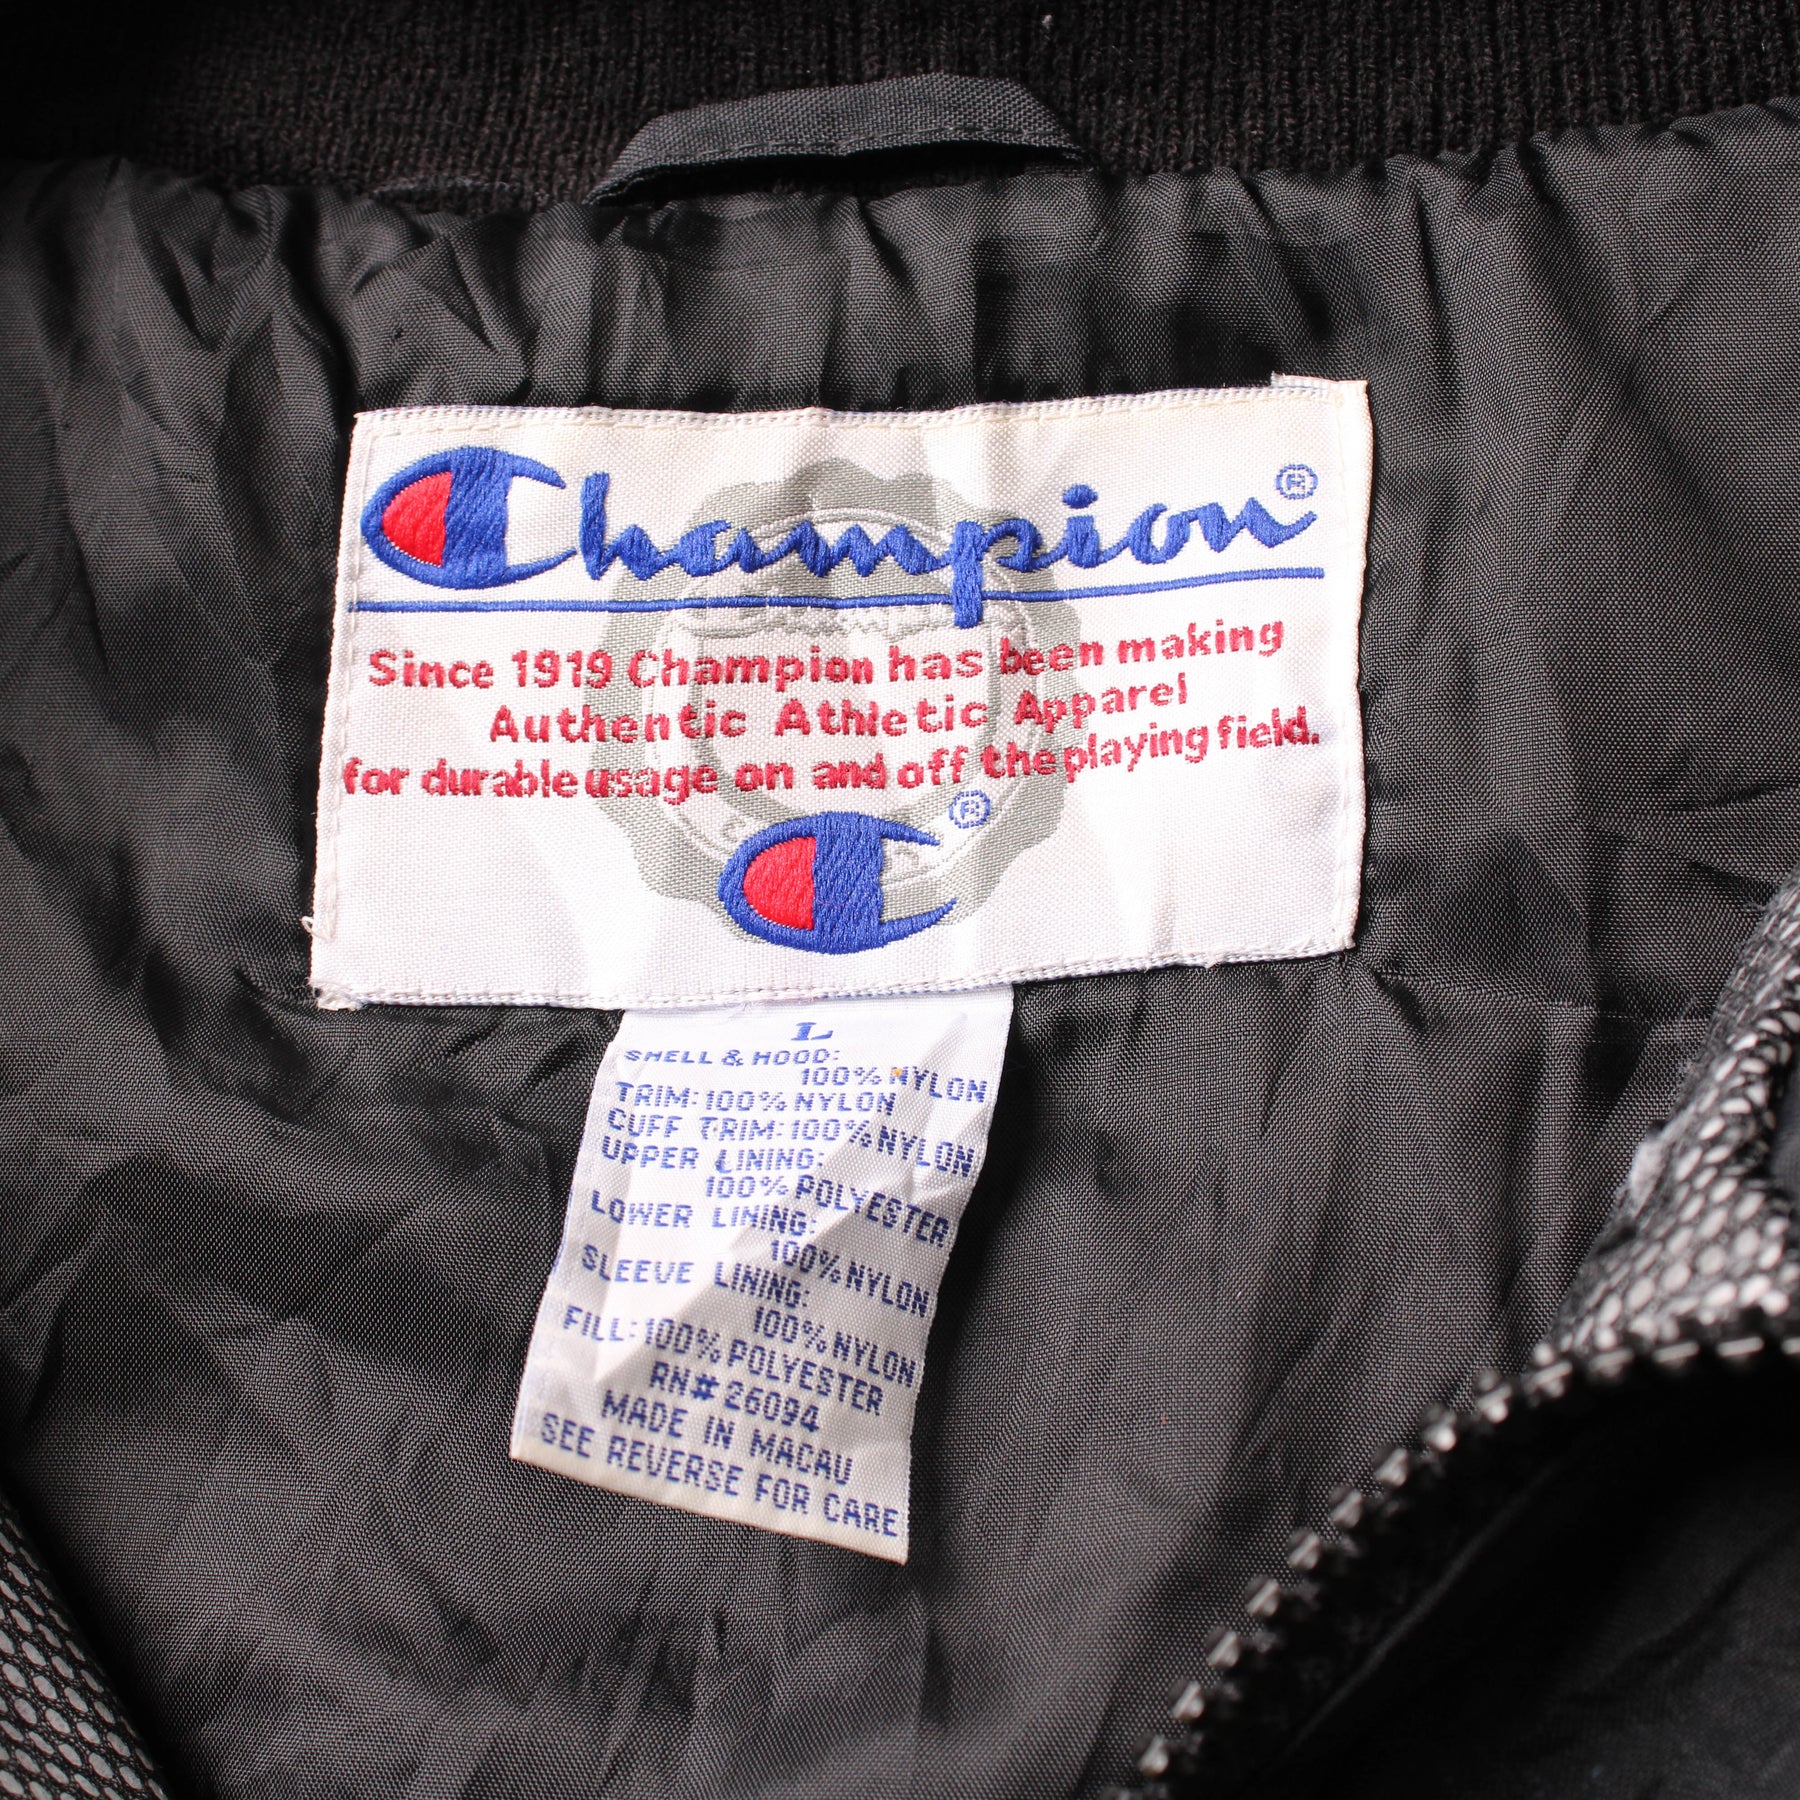 Champion®
Since 1919 Champion has been making
Authentic Athletic Apparel
for durable usage on and off the playing field.
C®
L
SHELL & HOOD:
100% NYLON
TRIM: 100% NYLON
CUFF TRIM: 100% NYLON
UPPER LINING:
100% POLYESTER
LOWER LINING:
100% NYLON
SLEEVE LINING:
100% NYLON
FILL: 100% POLYESTER
RN# 26094
MADE IN MACAU
SEE REVERSE FOR CARE